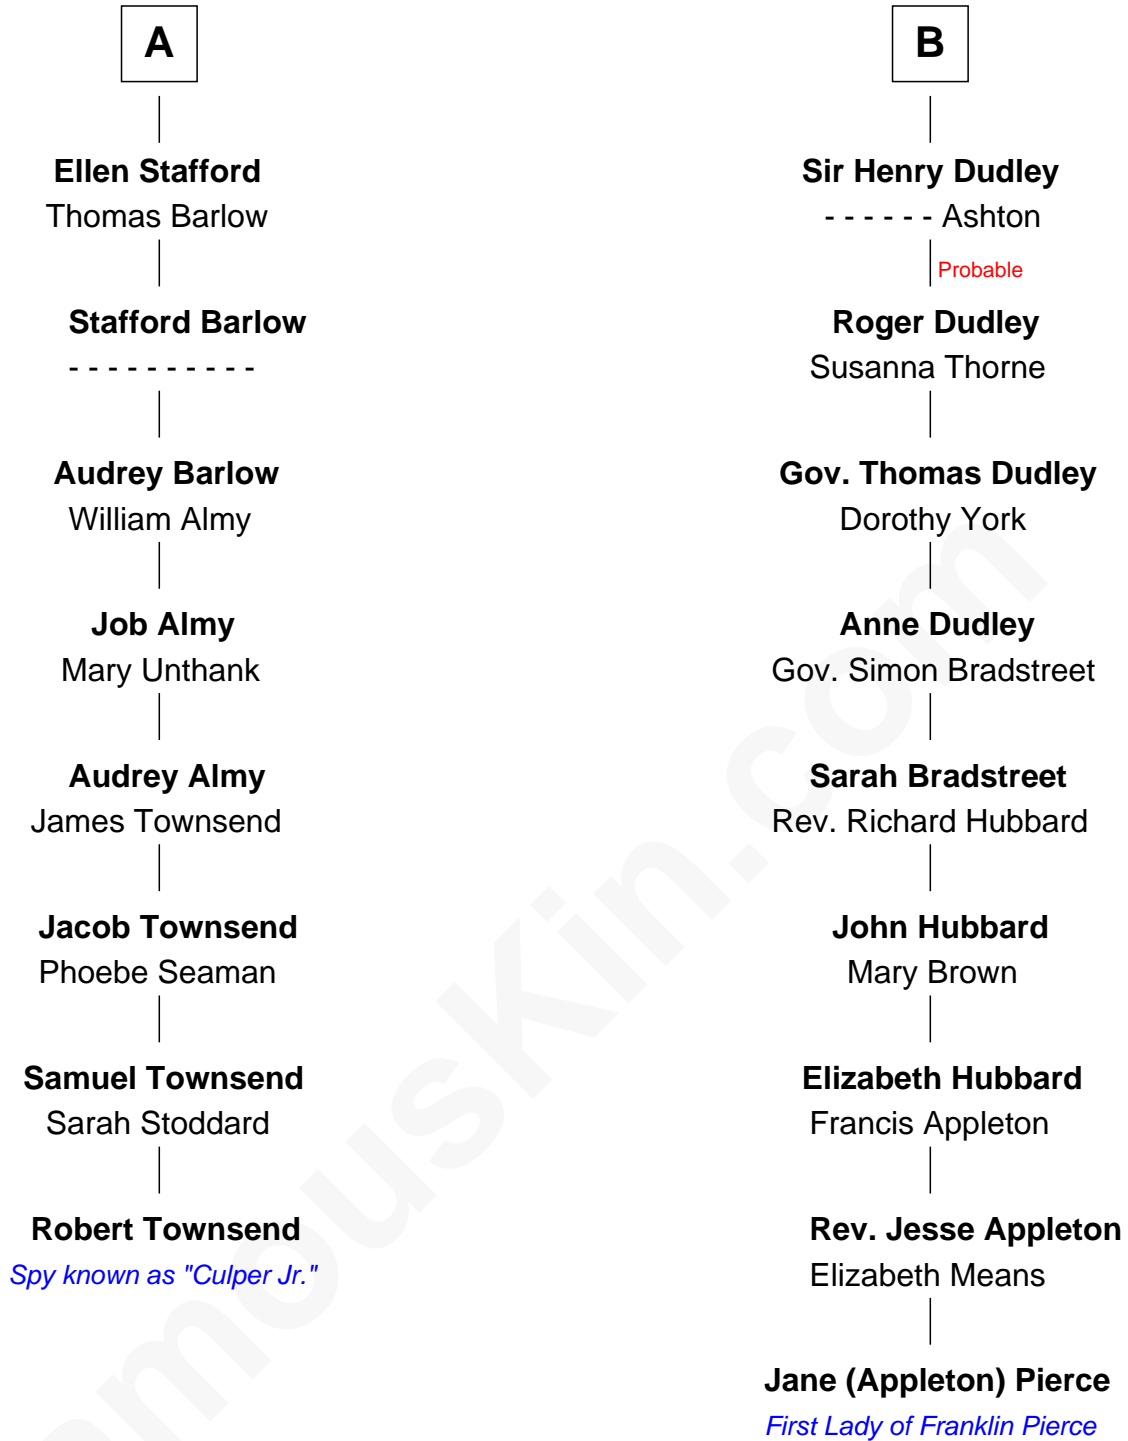 A
Ellen Stafford
Thomas Barlow
Stafford Barlow
- - - - - - - - - -
Audrey Barlow
William Almy
Job Almy
Mary Unthank
Audrey Almy
James Townsend
Jacob Townsend
Phoebe Seaman
Samuel Townsend
Sarah Stoddard
Robert Townsend
Spy known as "Culper Jr."
B
Sir Henry Dudley
- - - - - - Ashton
Probable
Roger Dudley
Susanna Thorne
Gov. Thomas Dudley
Dorothy York
Anne Dudley
Gov. Simon Bradstreet
Sarah Bradstreet
Rev. Richard Hubbard
John Hubbard
Mary Brown
Elizabeth Hubbard
Francis Appleton
Rev. Jesse Appleton
Elizabeth Means
Jane (Appleton) Pierce
First Lady of Franklin Pierce
amousKin.com